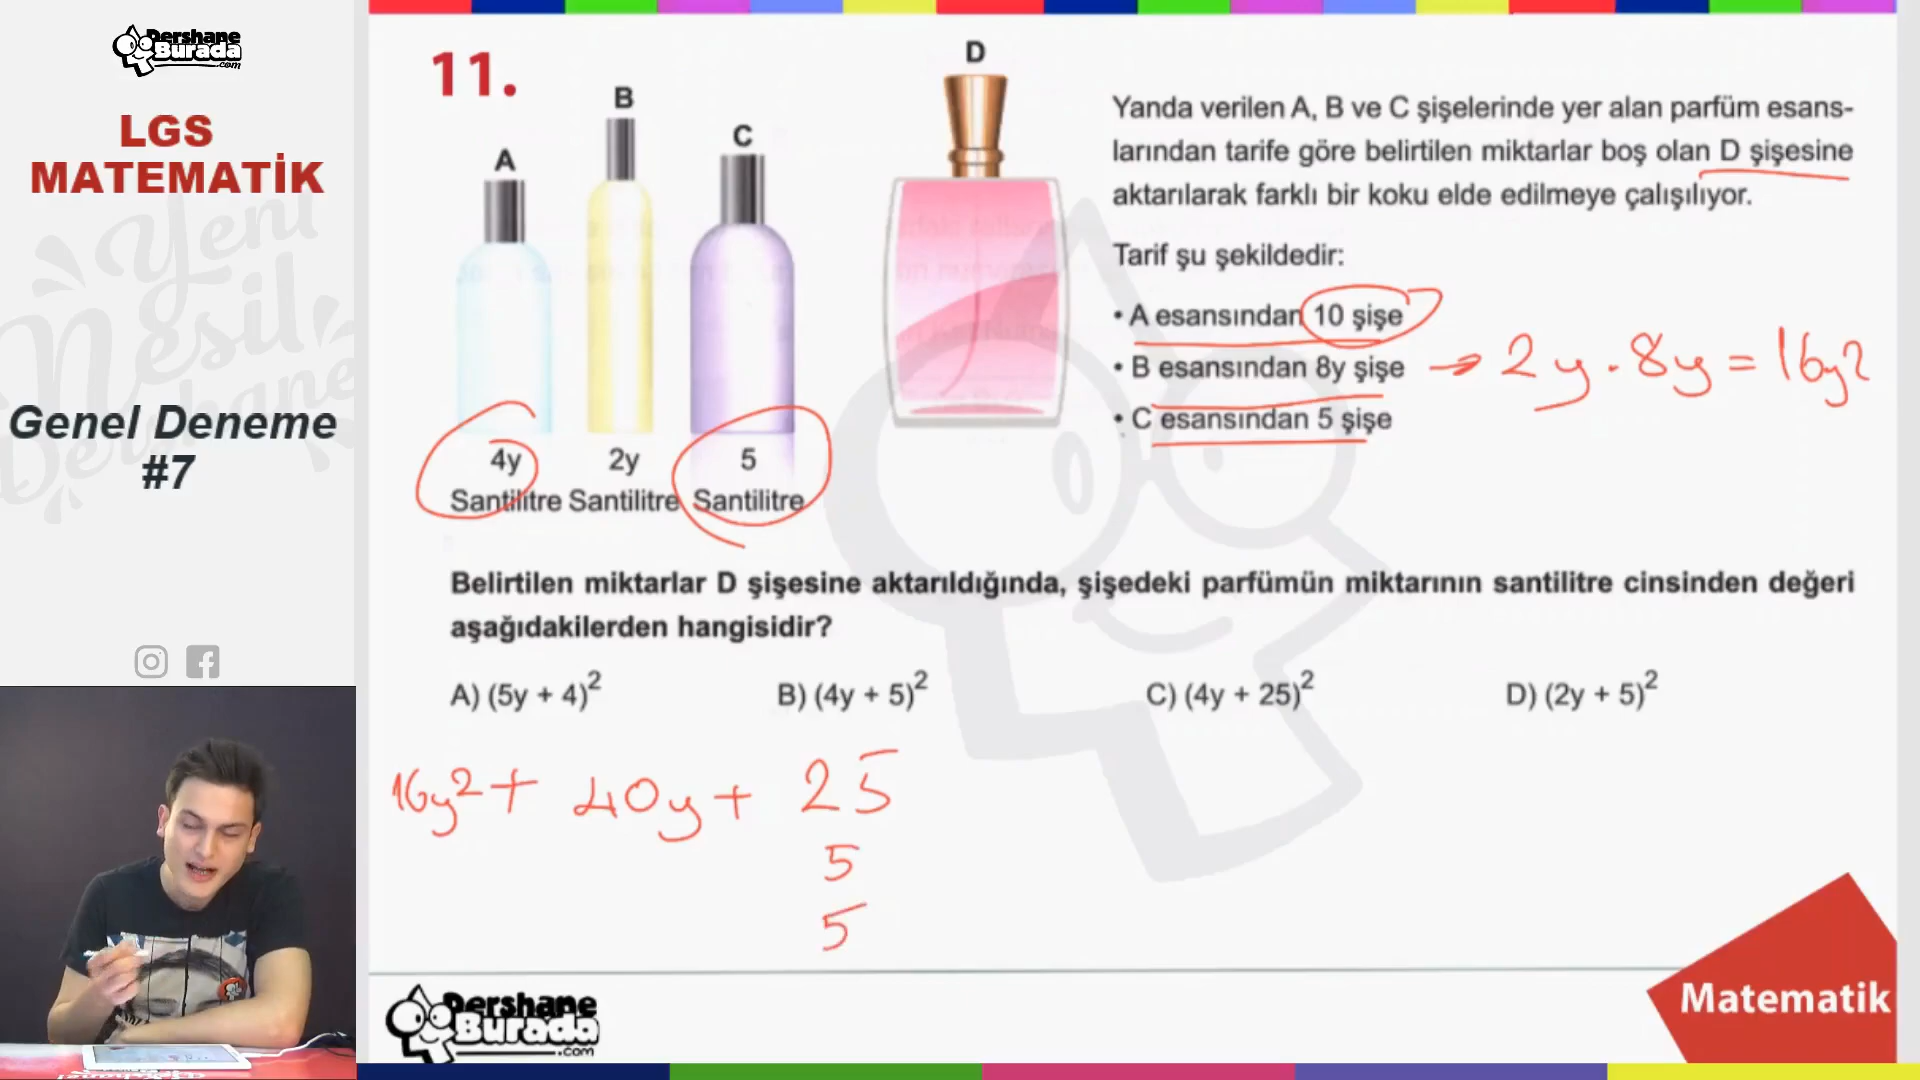 Dershane
Burada
.com
LGS
MATEMATİK
Yeni
Nesil
Dershane
Genel Deneme
#7
11.
A
B
C
D
4y
Santilitre
2y
Santilitre
5
Santilitre
Yanda verilen A, B ve C şişelerinde yer alan parfüm esans-
larından tarife göre belirtilen miktarlar boş olan D şişesine
aktarılarak farklı bir koku elde edilmeye çalışılıyor.
Tarif şu şekildedir:
• A esansından 10 şişe
• B esansından 8y şişe → 2y . 8y = 16y2
• C esansından 5 şişe
Belirtilen miktarlar D şişesine aktarıldığında, şişedeki parfümün miktarının santilitre cinsinden değeri
aşağıdakilerden hangisidir?
A) (5y + 4)² B) (4y + 5)² C) (4y + 25)² D) (2y + 5)²
16y² + 40y + 25
5
5
Dershane
Burada
.com
Matematik